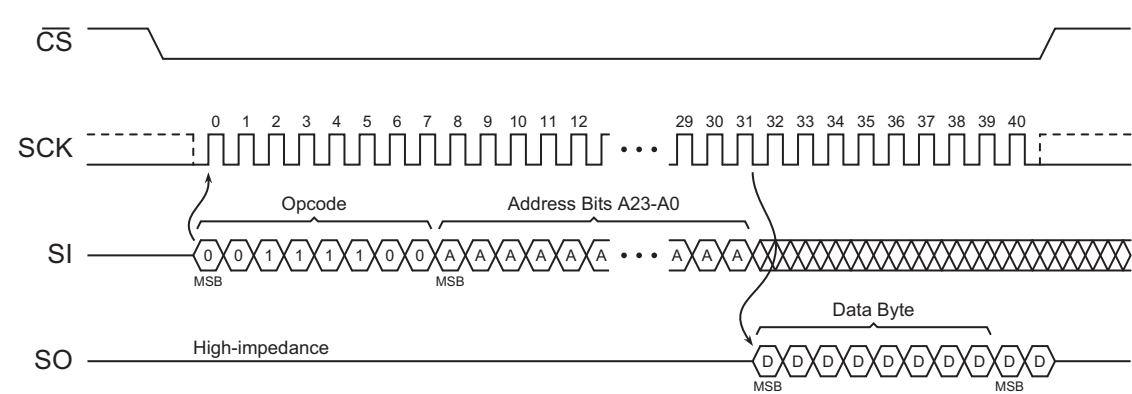 CS
SCK 0 1 2 3 4 5 6 7 8 9 10 11 12 • • • 29 30 31 32 33 34 35 36 37 38 39 40
Opcode Address Bits A23-A0
SI 0 0 1 1 1 1 0 0 A A A A A A • • • A A A
MSB MSB
Data Byte
SO High-impedance D D D D D D D D D D
MSB MSB